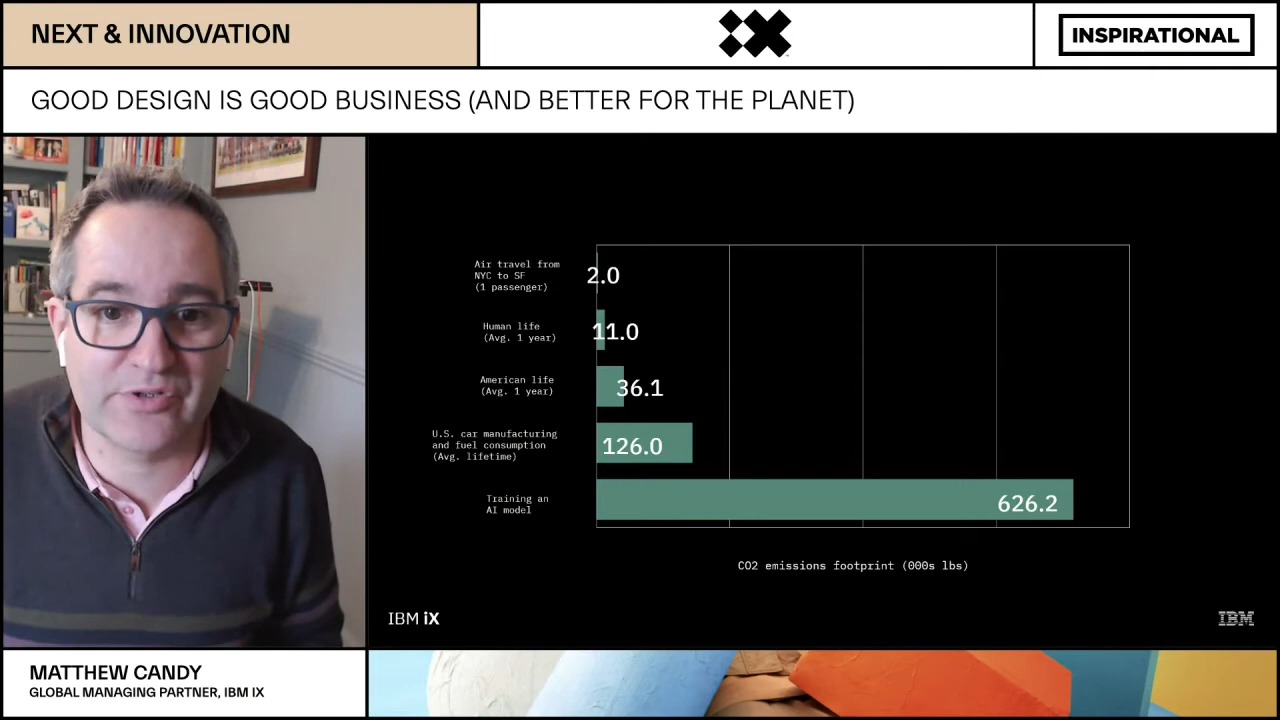 NEXT & INNOVATION
INSPIRATIONAL
GOOD DESIGN IS GOOD BUSINESS (AND BETTER FOR THE PLANET)
Air travel from
NYC to SF
(1 passenger)
2.0
Human life
(Avg. 1 year)
11.0
American life
(Avg. 1 year)
36.1
U.S. car manufacturing
and fuel consumption
(Avg. lifetime)
126.0
Training an
AI model
626.2
CO2 emissions footprint (000s lbs)
IBM iX
IBM
MATTHEW CANDY
GLOBAL MANAGING PARTNER, IBM IX